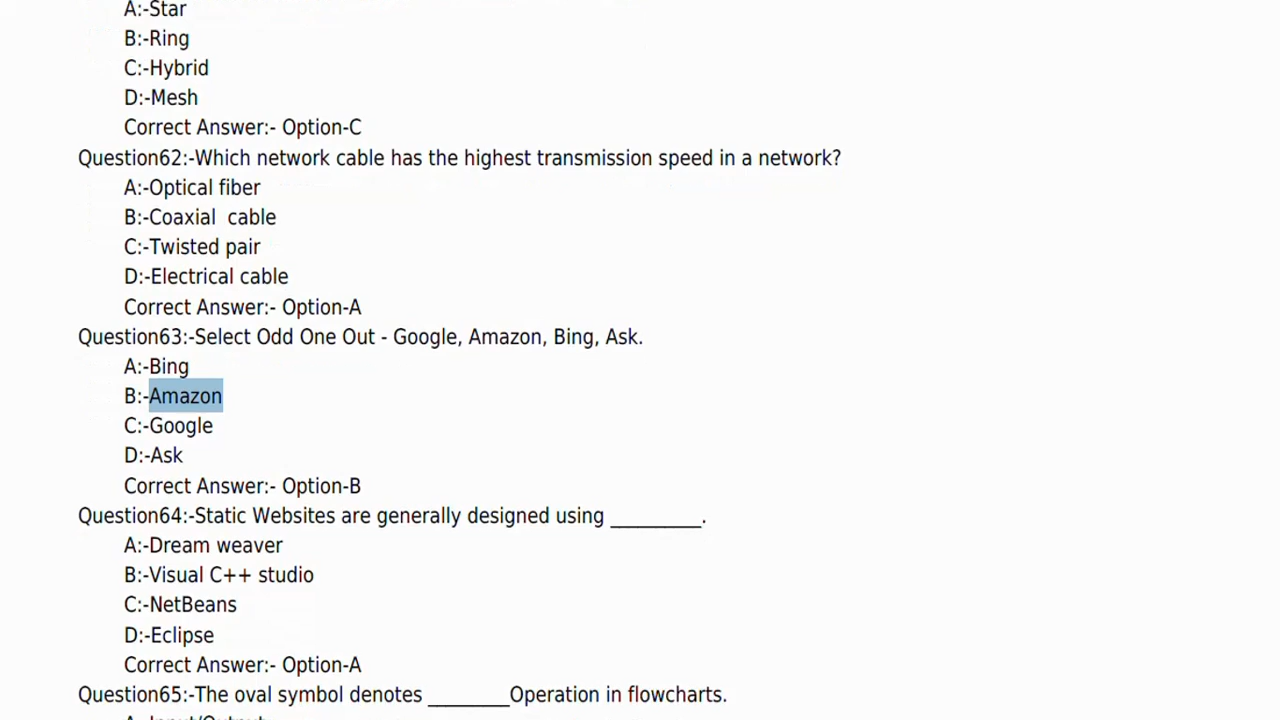 A:-Star
B:-Ring
C:-Hybrid
D:-Mesh
Correct Answer:- Option-C
Question62:-Which network cable has the highest transmission speed in a network?
A:-Optical fiber
B:-Coaxial  cable
C:-Twisted pair
D:-Electrical cable
Correct Answer:- Option-A
Question63:-Select Odd One Out - Google, Amazon, Bing, Ask.
A:-Bing
B:-Amazon
C:-Google
D:-Ask
Correct Answer:- Option-B
Question64:-Static Websites are generally designed using _________.
A:-Dream weaver
B:-Visual C++ studio
C:-NetBeans
D:-Eclipse
Correct Answer:- Option-A
Question65:-The oval symbol denotes ________Operation in flowcharts.
A:-Input/Output